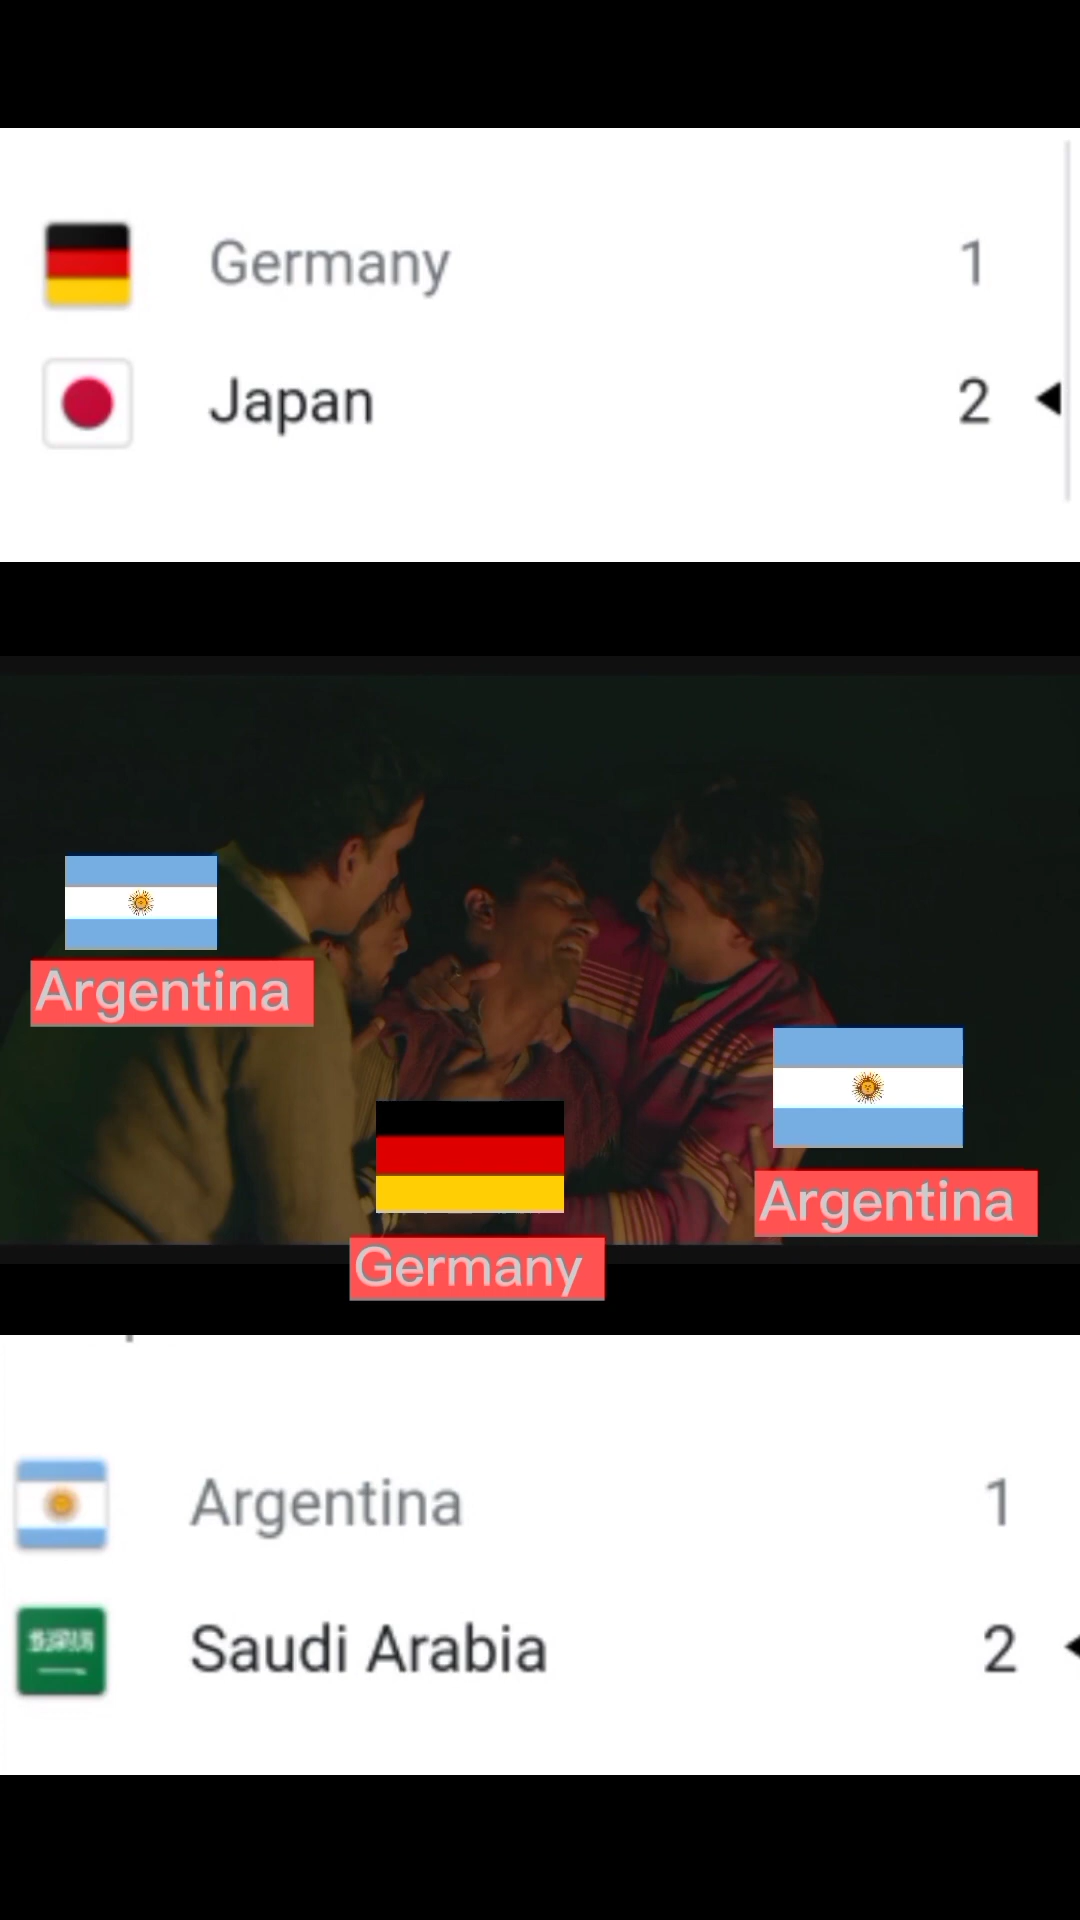 Germany 1
Japan 2
Argentina
Argentina
Germany
Argentina 1
Saudi Arabia 2